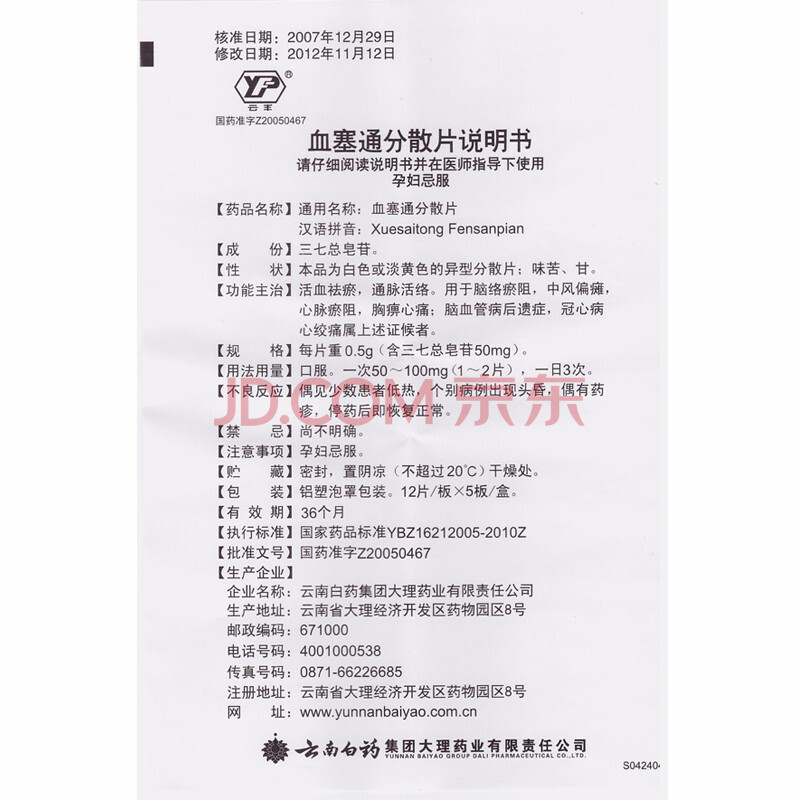 核准日期：2007年12月29日
修改日期：2012年11月12日
YP®
云丰
国药准字Z20050467
血塞通分散片说明书
请仔细阅读说明书并在医师指导下使用
孕妇忌服
【药品名称】通用名称：血塞通分散片
汉语拼音：Xuesaitong Fensanpian
【成　　份】三七总皂苷。
【性　　状】本品为白色或淡黄色的异型分散片；味苦、甘。
【功能主治】活血祛瘀，通脉活络。用于脑络瘀阻，中风偏瘫，
心脉瘀阻，胸痹心痛；脑血管病后遗症，冠心病
心绞痛属上述证候者。
【规　　格】每片重0.5g（含三七总皂苷50mg）。
【用法用量】口服。一次50～100mg（1～2片），一日3次。
【不良反应】偶见少数患者低热，个别病例出现头昏，偶有药
疹，停药后即恢复正常。
JD.COM 京东
【禁　　忌】尚不明确。
【注意事项】孕妇忌服。
【贮　　藏】密封，置阴凉（不超过20℃）干燥处。
【包　　装】铝塑泡罩包装。12片/板×5板/盒。
【有 效 期】36个月
【执行标准】国家药品标准YBZ16212005-2010Z
【批准文号】国药准字Z20050467
【生产企业】
企业名称：云南白药集团大理药业有限责任公司
生产地址：云南省大理经济开发区药物园区8号
邮政编码：671000
电话号码：4001000538
传真号码：0871-66226685
注册地址：云南省大理经济开发区药物园区8号
网　　址：www.yunnanbaiyao.com.cn
云南白药集团大理药业有限责任公司
YUNNAN BAIYAO GROUP DALI PHARMACEUTICAL CO.,LTD.
S042404